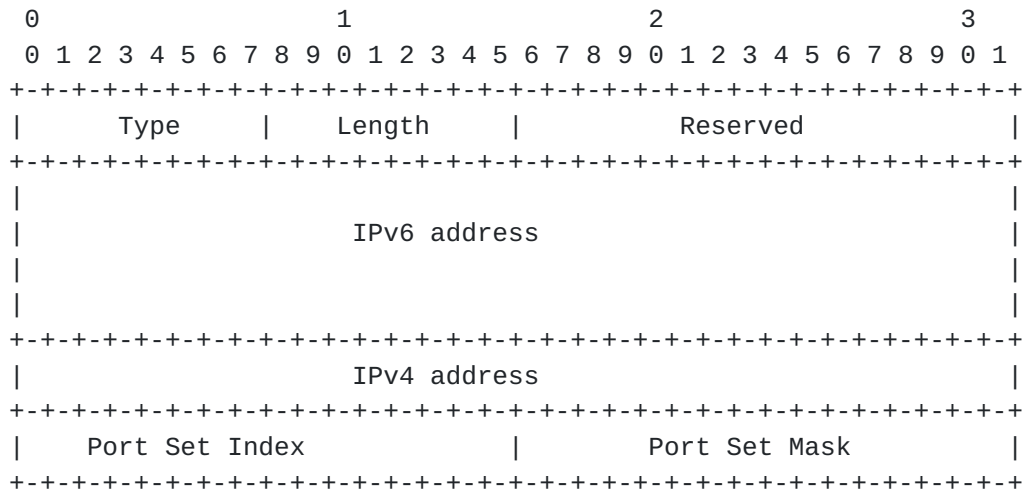 0                   1                   2                   3
 0 1 2 3 4 5 6 7 8 9 0 1 2 3 4 5 6 7 8 9 0 1 2 3 4 5 6 7 8 9 0 1
+-+-+-+-+-+-+-+-+-+-+-+-+-+-+-+-+-+-+-+-+-+-+-+-+-+-+-+-+-+-+-+-+
|      Type     |    Length     |          Reserved             |
+-+-+-+-+-+-+-+-+-+-+-+-+-+-+-+-+-+-+-+-+-+-+-+-+-+-+-+-+-+-+-+-+
|                                                               |
|                     IPv6 address                              |
|                                                               |
|                                                               |
+-+-+-+-+-+-+-+-+-+-+-+-+-+-+-+-+-+-+-+-+-+-+-+-+-+-+-+-+-+-+-+-+
|                     IPv4 address                              |
+-+-+-+-+-+-+-+-+-+-+-+-+-+-+-+-+-+-+-+-+-+-+-+-+-+-+-+-+-+-+-+-+
|    Port Set Index             |        Port Set Mask          |
+-+-+-+-+-+-+-+-+-+-+-+-+-+-+-+-+-+-+-+-+-+-+-+-+-+-+-+-+-+-+-+-+